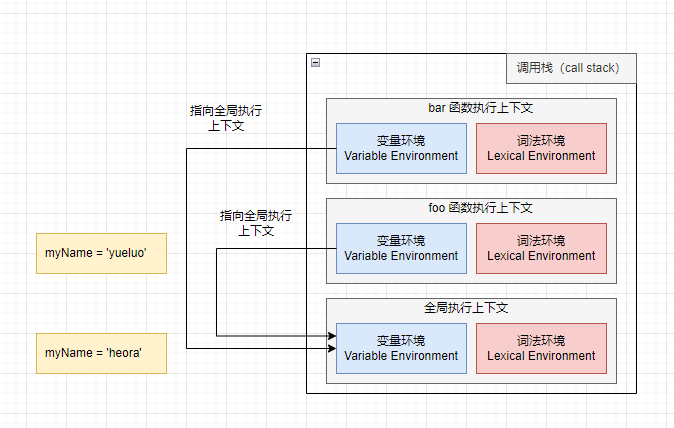 调用栈（call stack）
bar 函数执行上下文
指向全局执行
上下文
变量环境
Variable Environment
词法环境
Lexical Environment
foo 函数执行上下文
指向全局执行
上下文
变量环境
Variable Environment
词法环境
Lexical Environment
myName = 'yueluo'
全局执行上下文
变量环境
Variable Environment
词法环境
Lexical Environment
myName = 'heora'